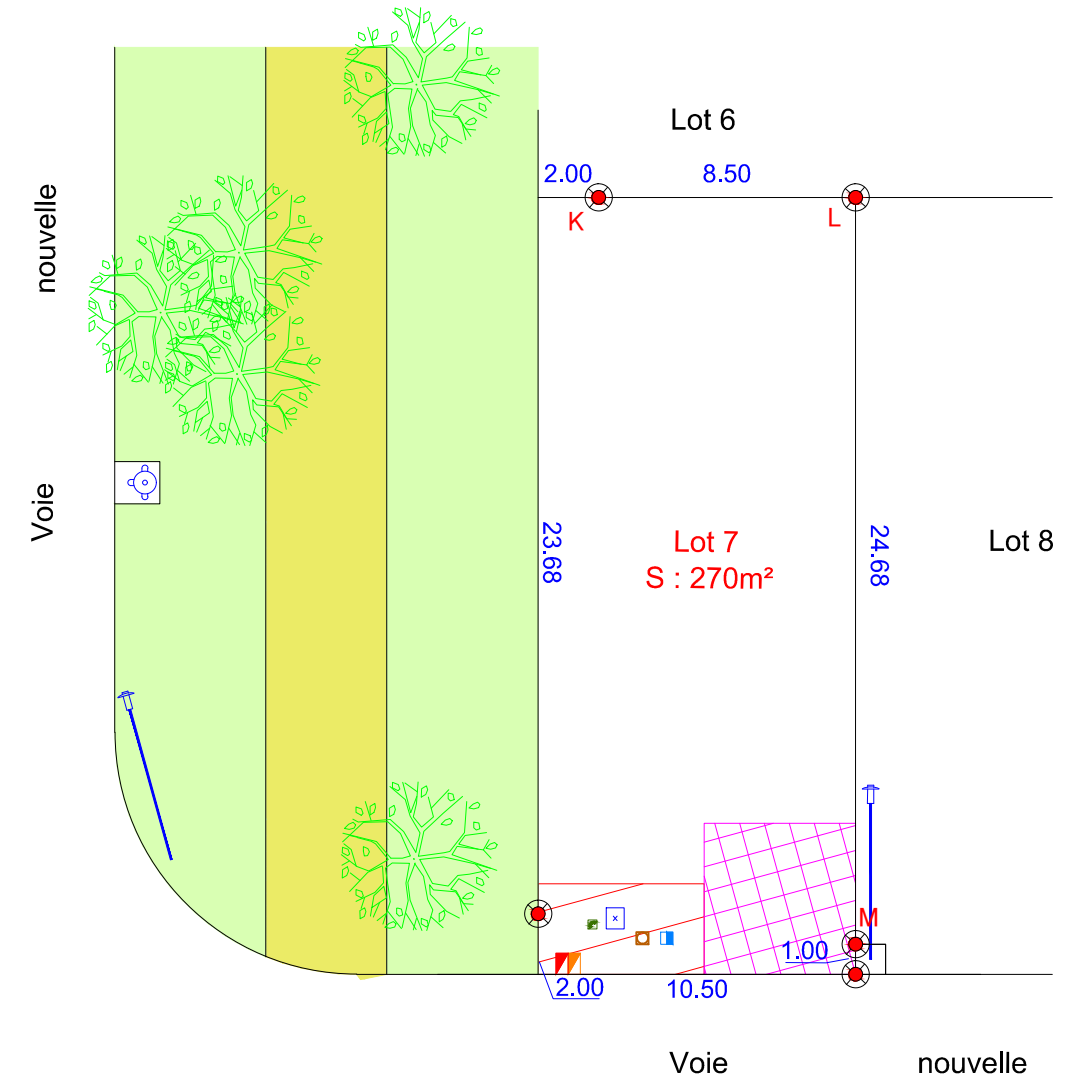 Lot 6
2.00
8.50
K
L
nouvelle
Voie
23.68
Lot 7
S : 270m²
24.68
Lot 8
M
x
1.00
2.00
10.50
Voie
nouvelle